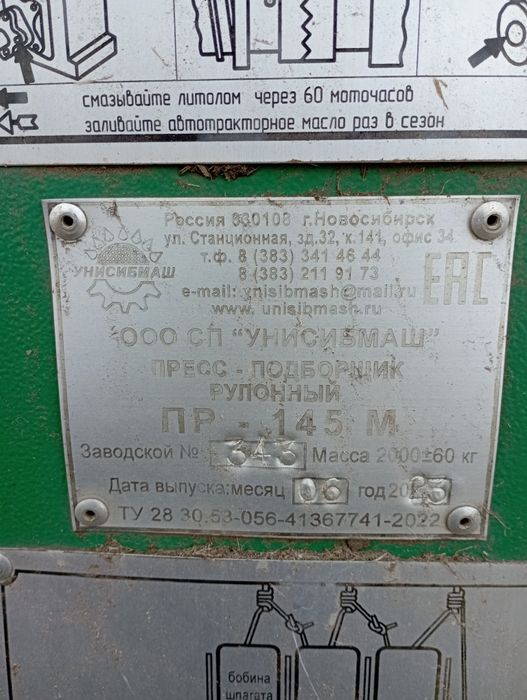 смазывайте литолом через 60 моточасов
заливайте автотракторное масло раз в сезон
Россия 630108 г.Новосибирск
ул. Станционная, зд.32, к.141, офис 34
т.ф. 8 (383) 341 46 44
8 (383) 211 91 73
e-mail: ynisibmash@mail.ru
www. unisibmash.ru
УНИСИБМАШ
ЕАС
ООО СП "УНИСИБМАШ"
ПРЕСС - ПОДБОРЩИК
РУЛОННЫЙ
ПР - 145 М
Заводской № 343 Масса 2000±60 кг
Дата выпуска: месяц 06 год 2023
ТУ 28 30.53-056-41367741-2022
бобина
шпагата